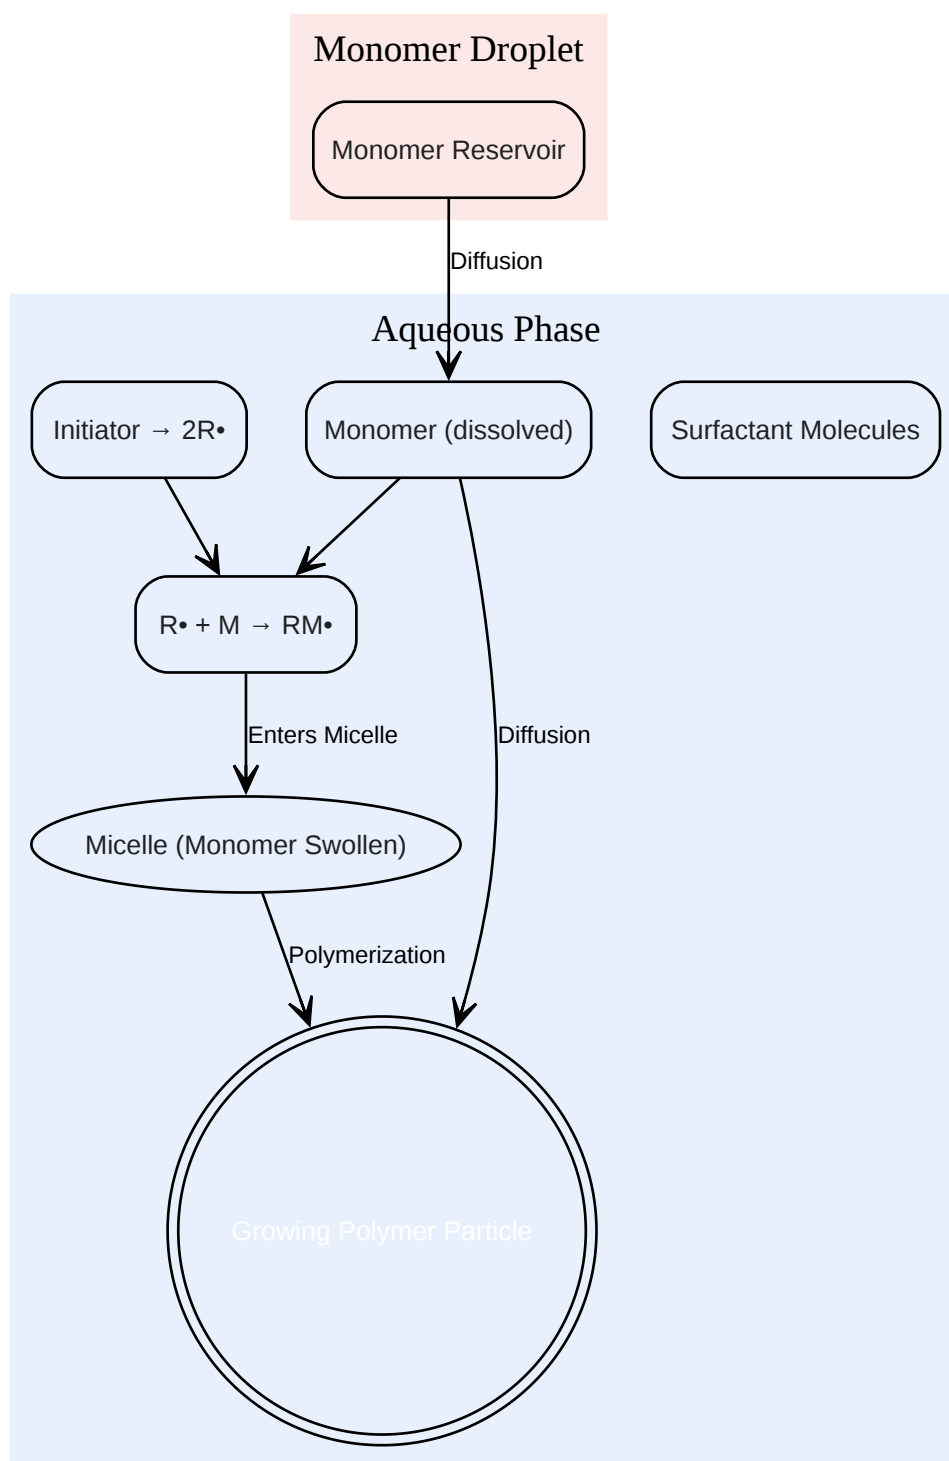 Monomer Droplet
Monomer Reservoir
Diffusion
Aqueous Phase
Initiator → 2R•
Monomer (dissolved)
Surfactant Molecules
R• + M → RM•
Enters Micelle
Diffusion
Micelle (Monomer Swollen)
Polymerization
Growing Polymer Particle